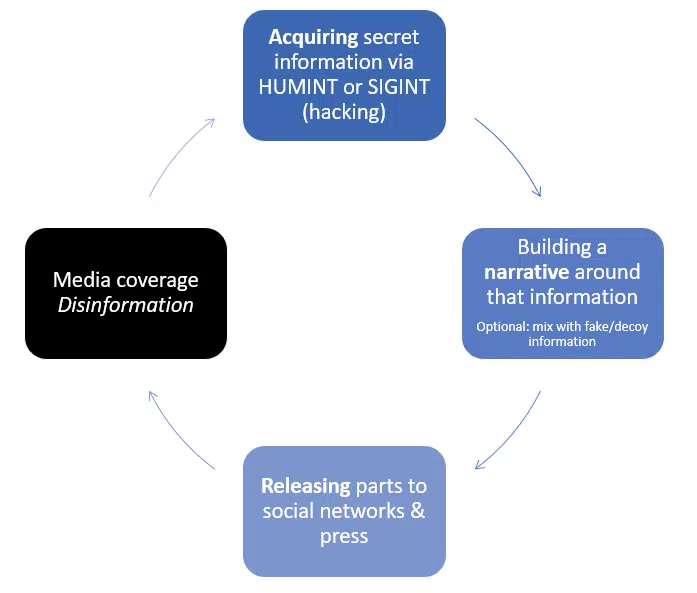 Acquiring secret
information via
HUMINT or SIGINT
(hacking)
Building a
narrative around
that information
Optional: mix with fake/decoy
information
Releasing parts to
social networks &
press
Media coverage
Disinformation